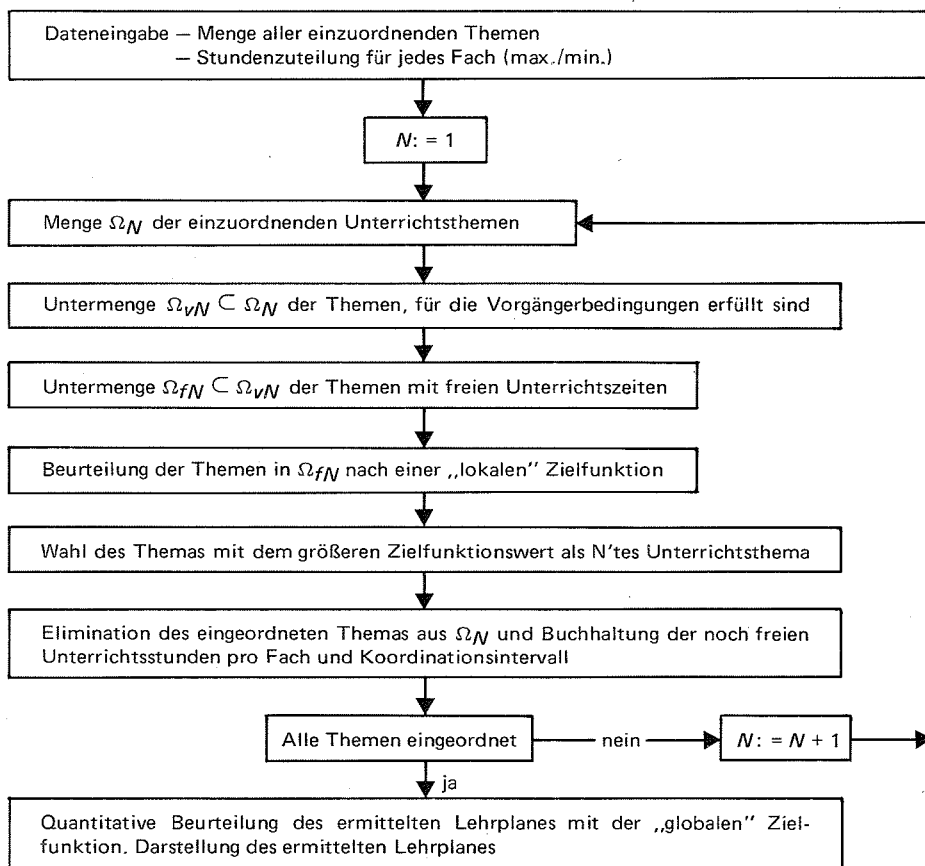 Dateneingabe — Menge aller einzuordnenden Themen
— Stundenzuteilung für jedes Fach (max./min.)
N: = 1
Menge Ω_N der einzuordnenden Unterrichtsthemen
Untermenge Ω_vN ⊂ Ω_N der Themen, für die Vorgängerbedingungen erfüllt sind
Untermenge Ω_fN ⊂ Ω_vN der Themen mit freien Unterrichtszeiten
Beurteilung der Themen in Ω_fN nach einer „lokalen” Zielfunktion
Wahl des Themas mit dem größeren Zielfunktionswert als N'tes Unterrichtsthema
Elimination des eingeordneten Themas aus Ω_N und Buchhaltung der noch freien
Unterrichtsstunden pro Fach und Koordinationsintervall
Alle Themen eingeordnet
nein
N: = N + 1
ja
Quantitative Beurteilung des ermittelten Lehrplanes mit der „globalen” Ziel-
funktion. Darstellung des ermittelten Lehrplanes